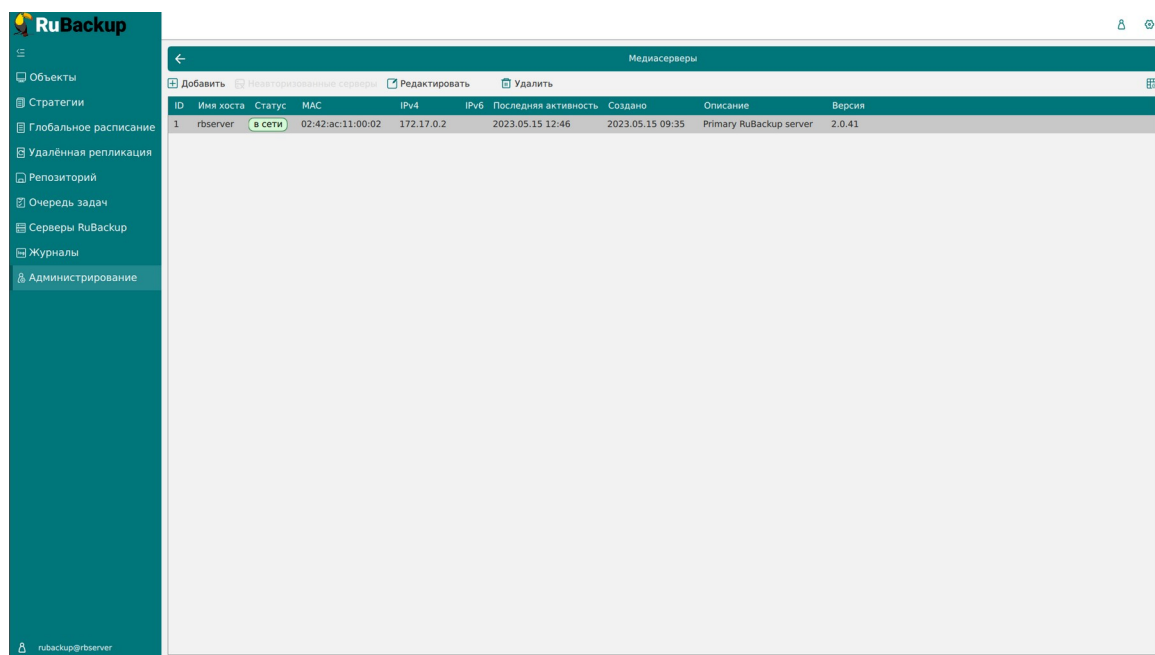 RuBackup
Медиасерверы
Объекты
Стратегии
Глобальное расписание
Удалённая репликация
Репозиторий
Очередь задач
Серверы RuBackup
Журналы
Администрирование
Добавить Неавторизованные серверы Редактировать Удалить
ID Имя хоста Статус MAC IPv4 IPv6 Последняя активность Создано Описание Версия
1 rbserver в сети 02:42:ac:11:00:02 172.17.0.2 2023.05.15 12:46 2023.05.15 09:35 Primary RuBackup server 2.0.41
rubackup@rbserver